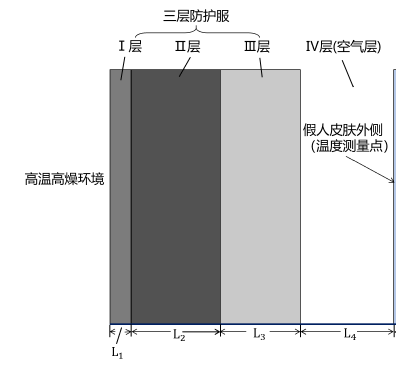 三层防护服
Ⅰ层 Ⅱ层 Ⅲ层 Ⅳ层(空气层)
假人皮肤外侧
（温度测量点）
高温高燥环境
L2 L3 L4
L1